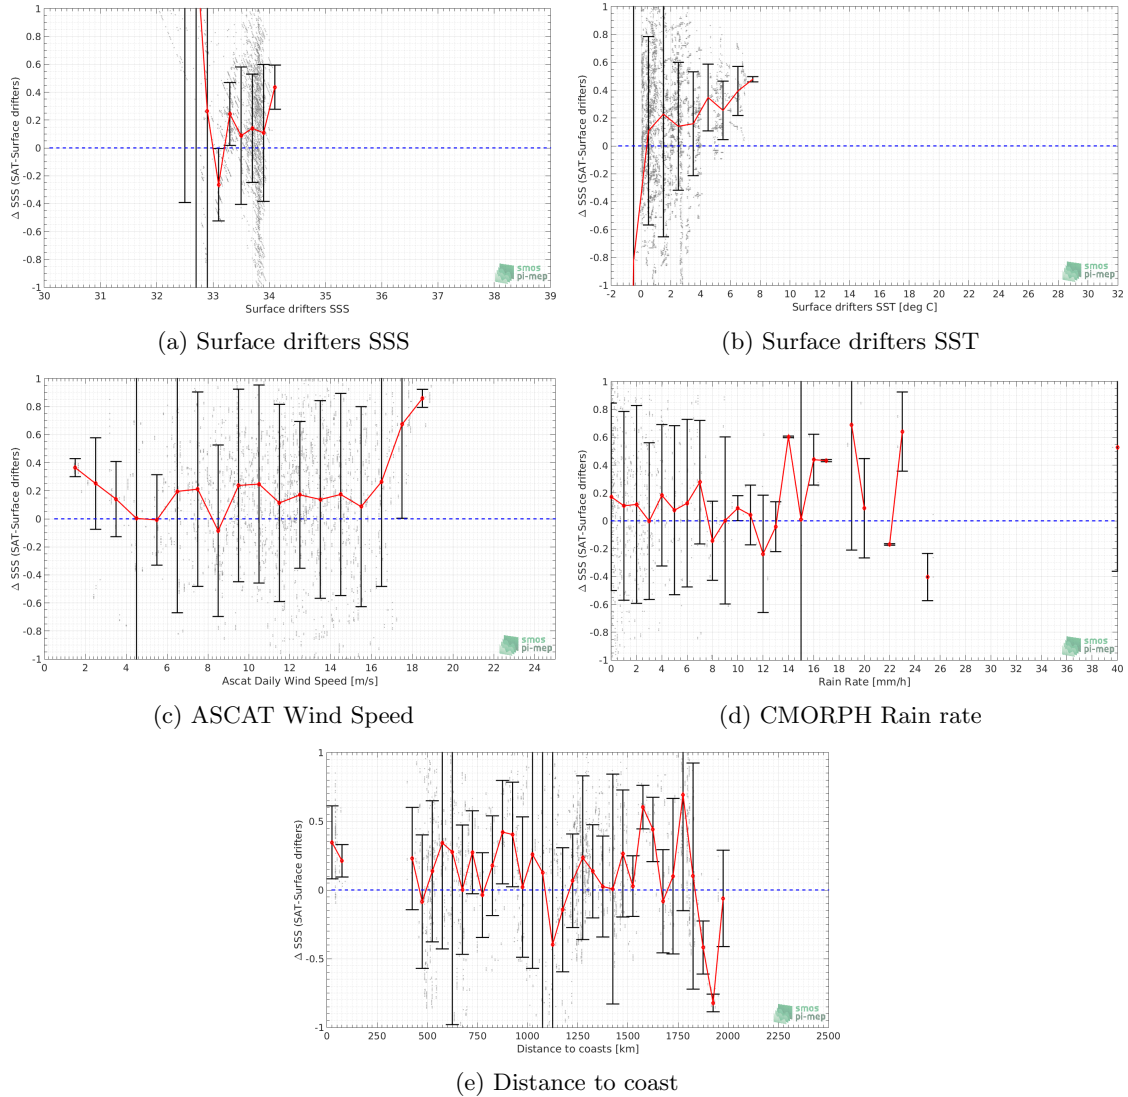 1
0.8
0.6
0.4
0.2
0
-0.2
-0.4
-0.6
-0.8
-1
Δ SSS (SAT-Surface drifters)
30 31 32 33 34 35 36 37 38 39
Surface drifters SSS
smos
pi-mep
(a) Surface drifters SSS
1
0.8
0.6
0.4
0.2
0
-0.2
-0.4
-0.6
-0.8
-1
Δ SSS (SAT-Surface drifters)
-2 0 2 4 6 8 10 12 14 16 18 20 22 24 26 28 30 32
Surface drifters SST [deg C]
smos
pi-mep
(b) Surface drifters SST
1
0.8
0.6
0.4
0.2
0
-0.2
-0.4
-0.6
-0.8
-1
Δ SSS (SAT-Surface drifters)
0 2 4 6 8 10 12 14 16 18 20 22 24
Ascat Daily Wind Speed [m/s]
smos
pi-mep
(c) ASCAT Wind Speed
1
0.8
0.6
0.4
0.2
0
-0.2
-0.4
-0.6
-0.8
-1
Δ SSS (SAT-Surface drifters)
0 2 4 6 8 10 12 14 16 18 20 22 24 26 28 30 32 34 36 38 40
Rain Rate [mm/h]
smos
pi-mep
(d) CMORPH Rain rate
1
0.5
0
-0.5
-1
Δ SSS (SAT-Surface drifters)
0 250 500 750 1000 1250 1500 1750 2000 2250 2500
Distance to coasts [km]
smos
pi-mep
(e) Distance to coast